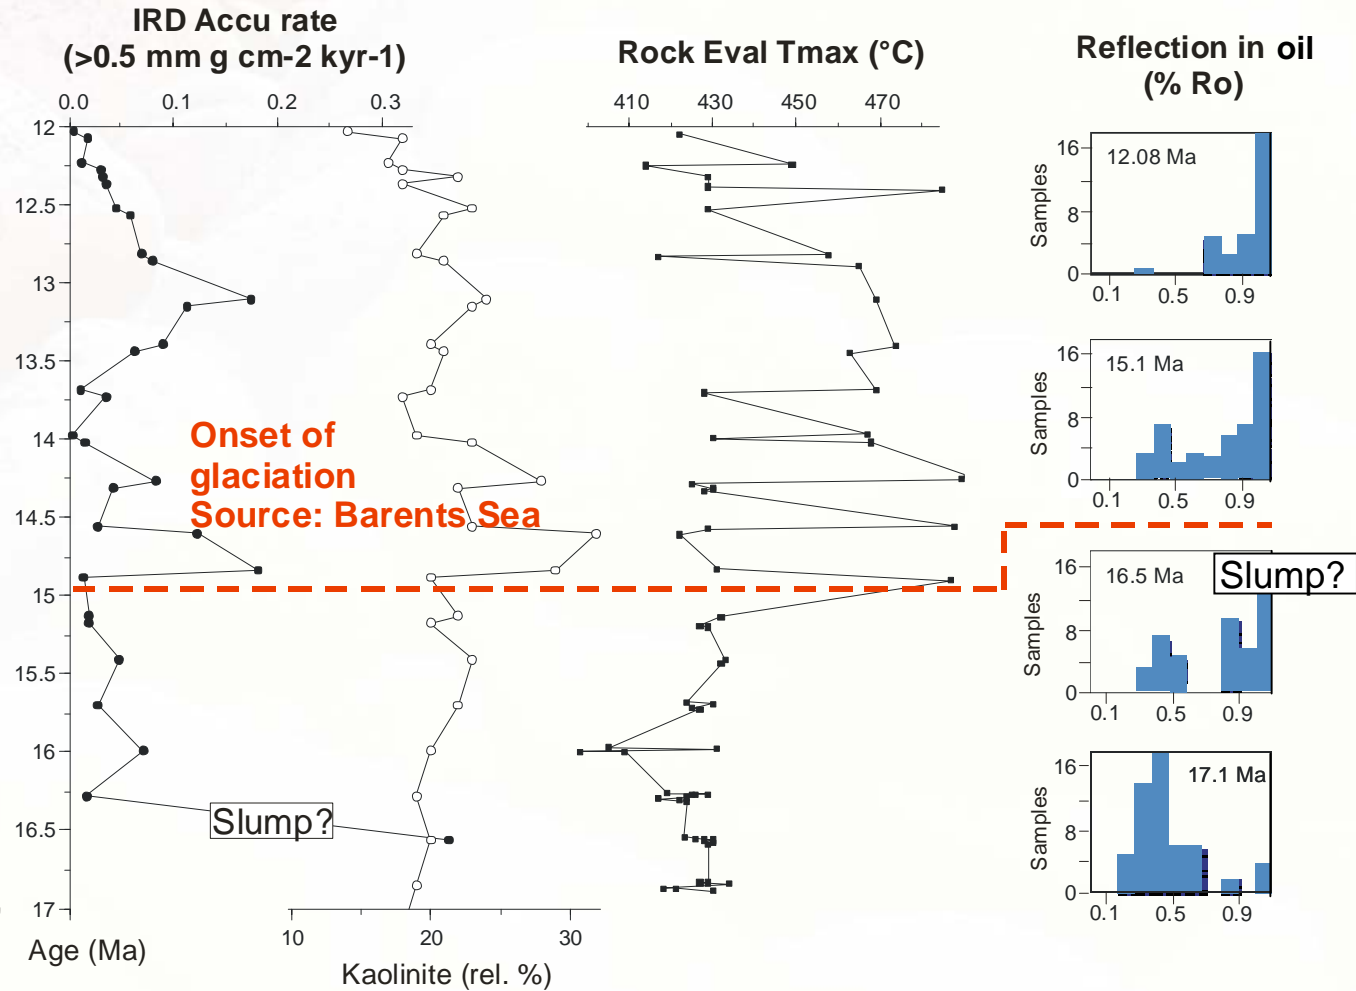 IRD Accu rate
(>0.5 mm g cm-2 kyr-1)
0.0 0.1 0.2 0.3
12
12.5
13
13.5
14
14.5
15
15.5
16
16.5
17
Age (Ma)
10 20 30
Kaolinite (rel. %)
Onset of
glaciation
Source: Barents Sea
Slump?
Rock Eval Tmax (°C)
410 430 450 470
Reflection in oil
(% Ro)
16
8
0
Samples
12.08 Ma
0.1 0.5 0.9
16
8
0
Samples
15.1 Ma
0.1 0.5 0.9
16
8
0
Samples
16.5 Ma
Slump?
0.1 0.5 0.9
16
8
0
Samples
17.1 Ma
0.1 0.5 0.9